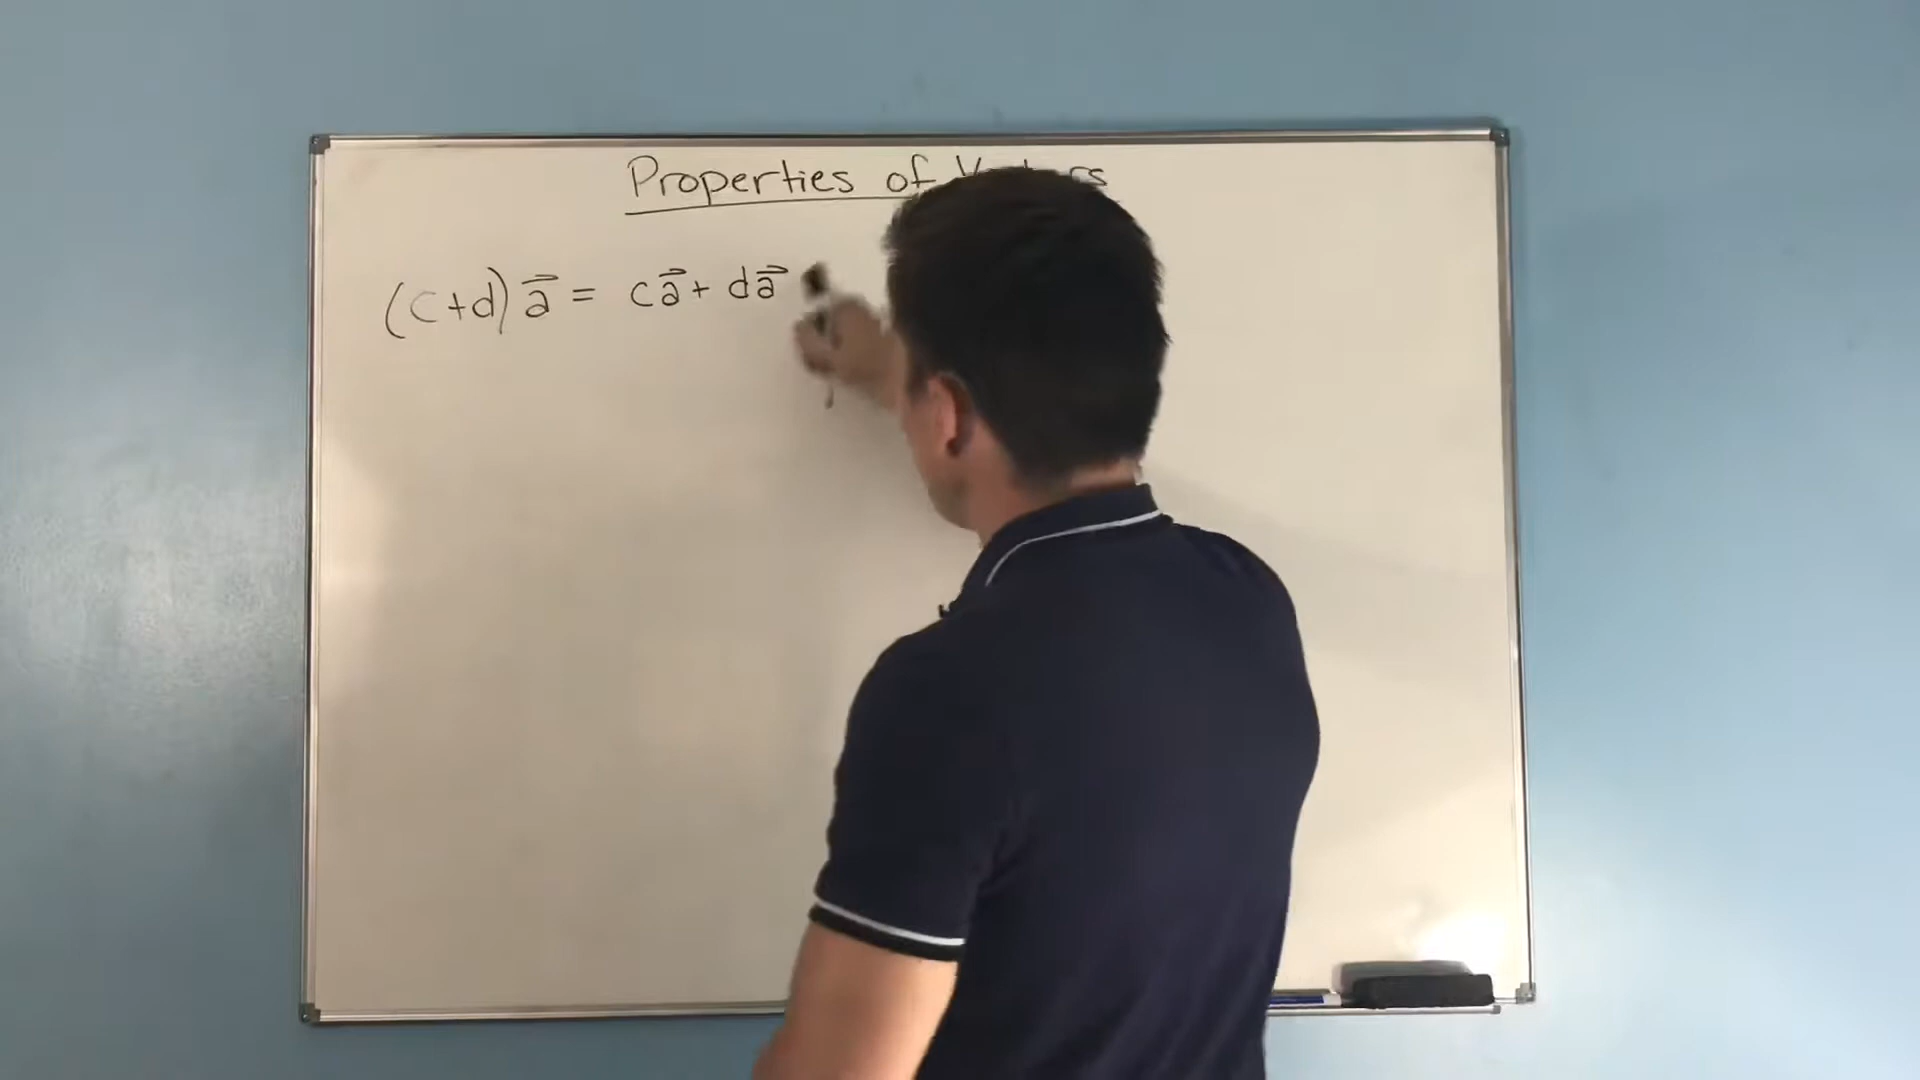 Properties of
(c+d)a⃗ = ca⃗ + da⃗